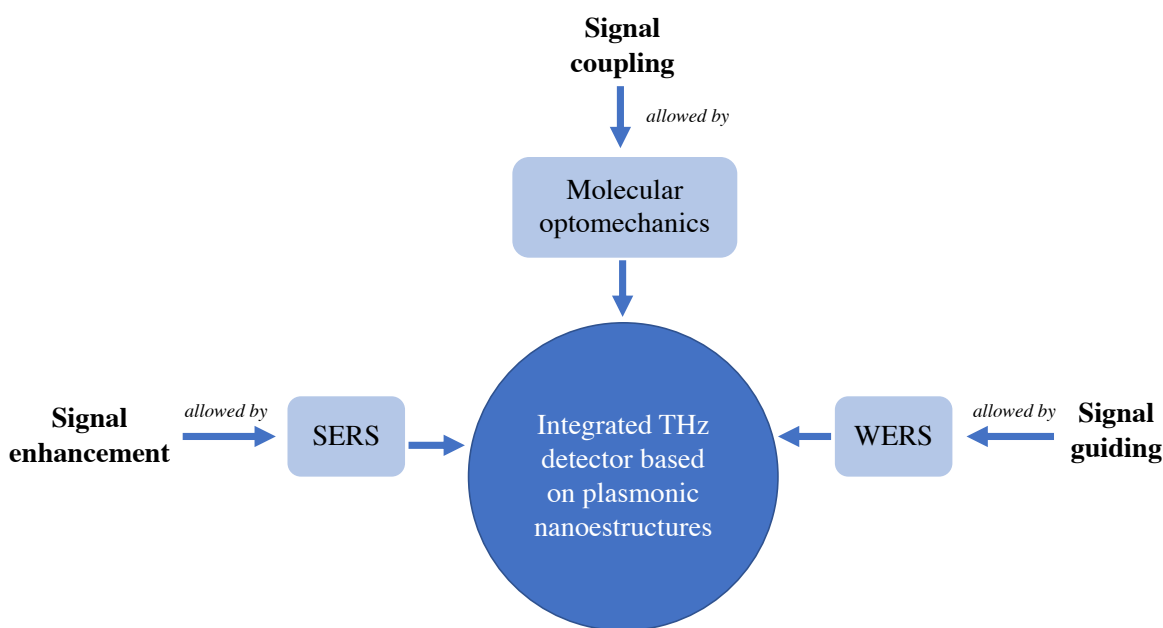 Signal
coupling
allowed by
Molecular
optomechanics
Signal
enhancement
allowed by
SERS
Integrated THz
detector based
on plasmonic
nanoestructures
WERS
allowed by
Signal
guiding